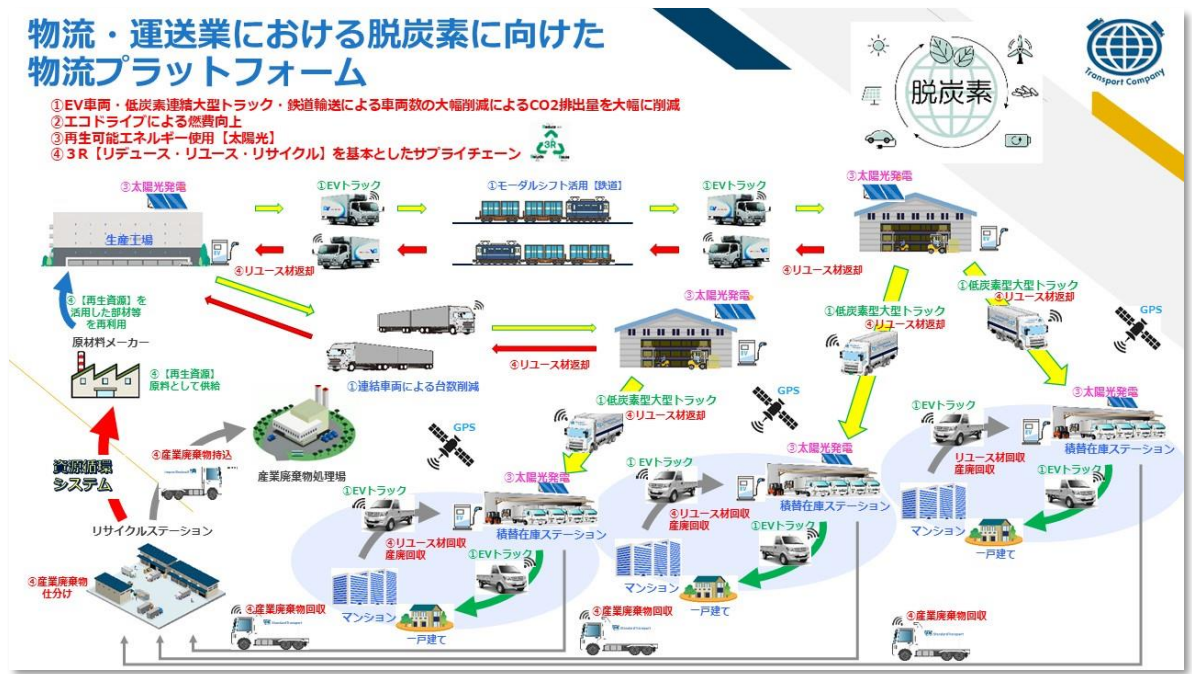 物流・運送業における脱炭素に向けた
物流プラットフォーム
Transport Company
脱炭素
①EV車両・低炭素連結大型トラック・鉄道輸送による車両数の大幅削減によるCO2排出量を大幅に削減
②エコドライブによる燃費向上
③再生可能エネルギー使用【太陽光】
④3R【リデュース・リユース・リサイクル】を基本としたサプライチェーン
3R
③太陽光発電
①EVトラック
①モーダルシフト活用【鉄道】
①EVトラック
③太陽光発電
生産工場
EV
④リユース材返却
④リユース材返却
④【再生資源】を
活用した部材等
を再利用
③太陽光発電
①低炭素型大型トラック
④リユース材返却
①低炭素型大型トラック
④リユース材返却
GPS
原材料メーカー
④【再生資源】
原料として供給
①連結車両による台数削減
④リユース材返却
①低炭素型大型トラック
④リユース材返却
GPS
③太陽光発電
①EVトラック
積替在庫ステーション
リユース材回収
産廃回収
①EVトラック
マンション
一戸建て
GPS
③太陽光発電
①EVトラック
積替在庫ステーション
④リユース材回収
産廃回収
①EVトラック
マンション
一戸建て
資源循環
システム
④産業廃棄物持込
産業廃棄物処理場
③太陽光発電
①EVトラック
積替在庫ステーション
④リユース材回収
産廃回収
①EVトラック
マンション
一戸建て
リサイクルステーション
④産業廃棄物
仕分け
④産業廃棄物回収
④産業廃棄物回収
④産業廃棄物回収